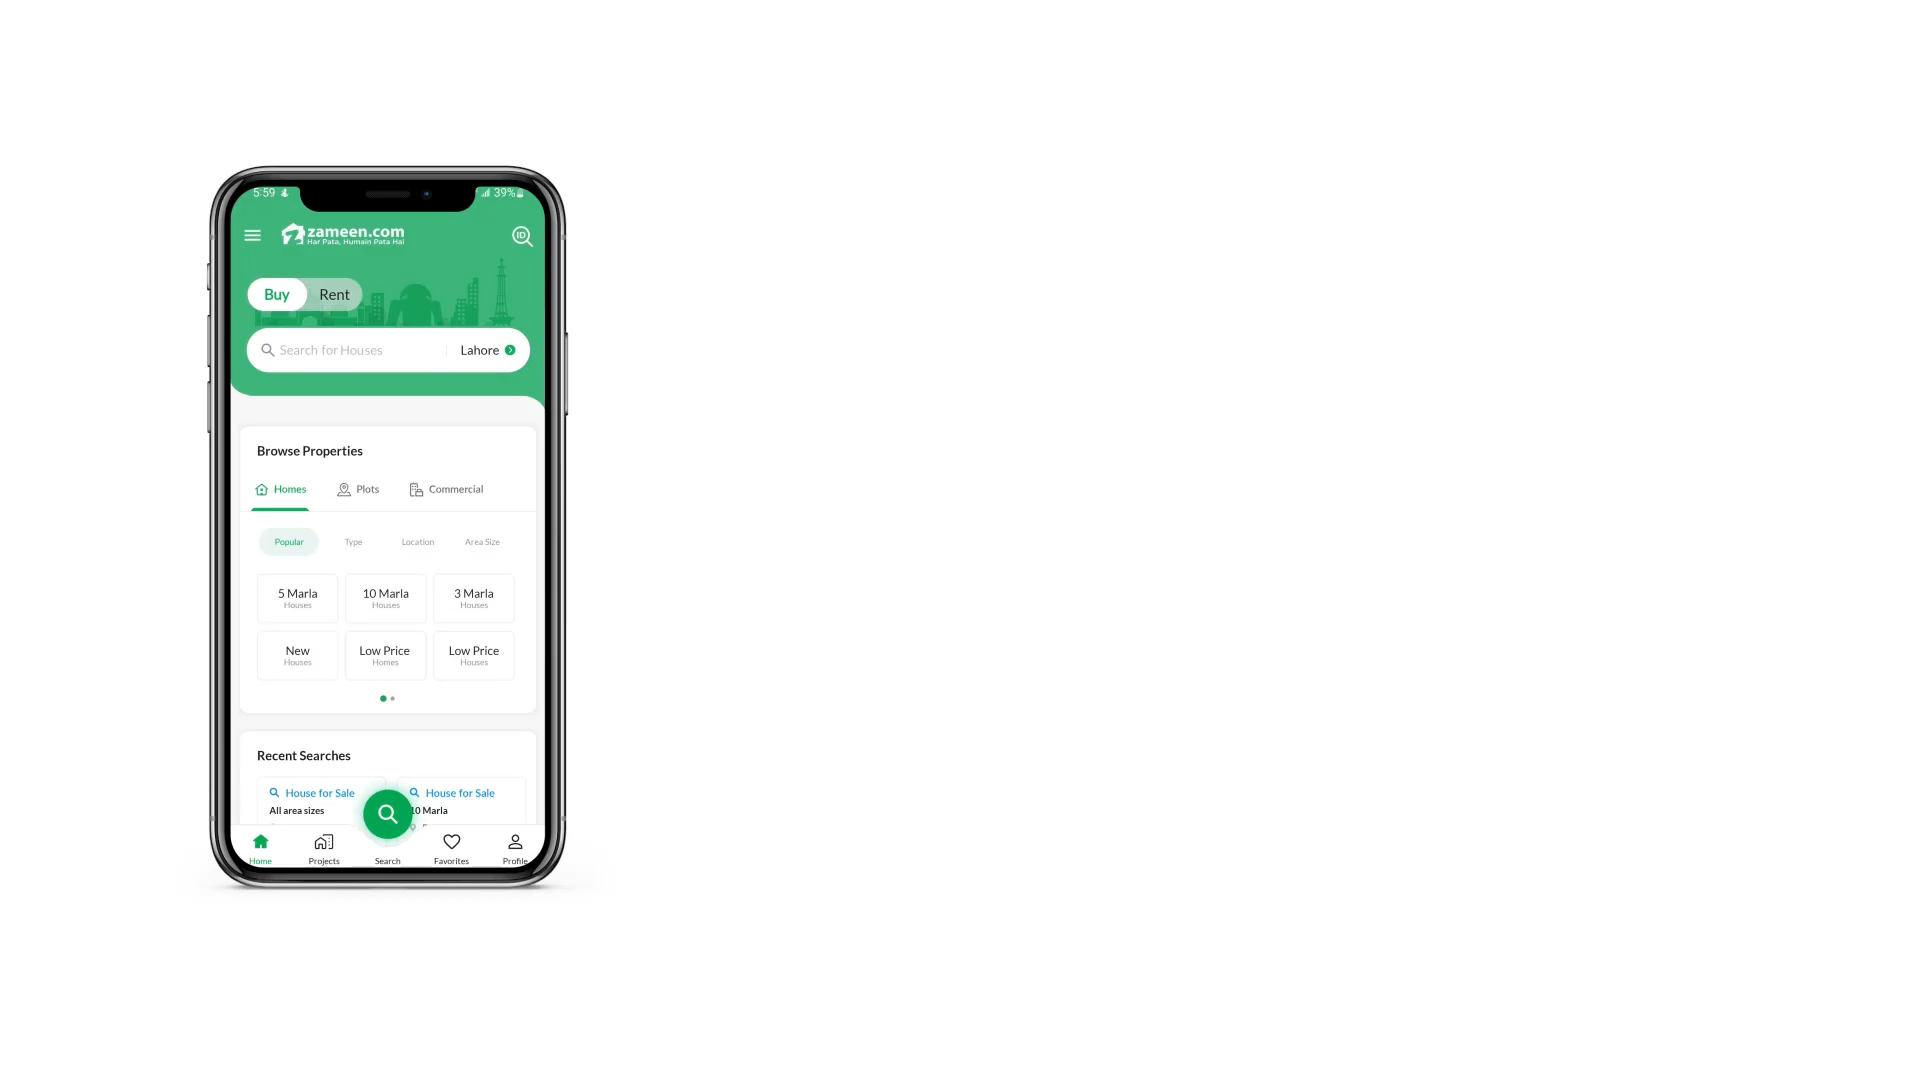 5:59 39%
zameen.com
Har Pata, Humain Pata Hai
ID
Buy Rent
Search for Houses Lahore
Browse Properties
Homes Plots Commercial
Popular Type Location Area Size
5 Marla 10 Marla 3 Marla
Houses Houses Houses
New Low Price Low Price
Houses Homes Houses
Recent Searches
House for Sale House for Sale
All area sizes 10 Marla
Home Projects Search Favorites Profile